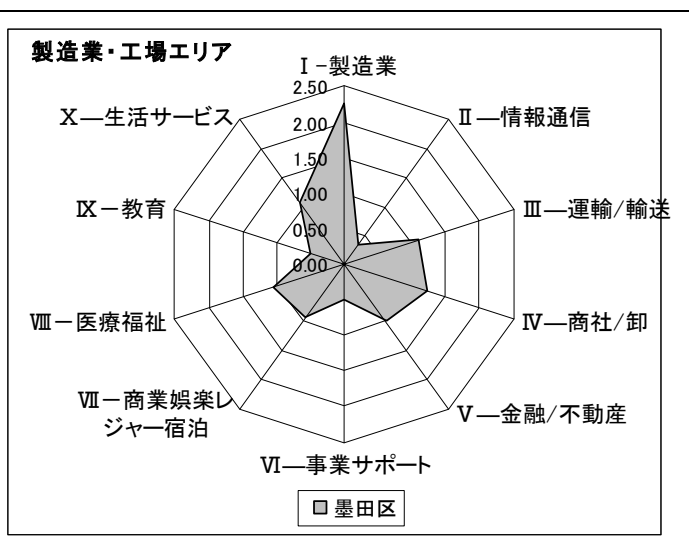 製造業・工場エリア
Ⅰ-製造業
2.50
Ⅹ―生活サービス
Ⅱ―情報通信
2.00
1.50
Ⅸ－教育
1.00
Ⅲ―運輸/輸送
0.50
0.00
Ⅷ－医療福祉
Ⅳ―商社/卸
Ⅶ－商業娯楽レ
ジャー宿泊
Ⅴ―金融/不動産
Ⅵ―事業サポート
墨田区